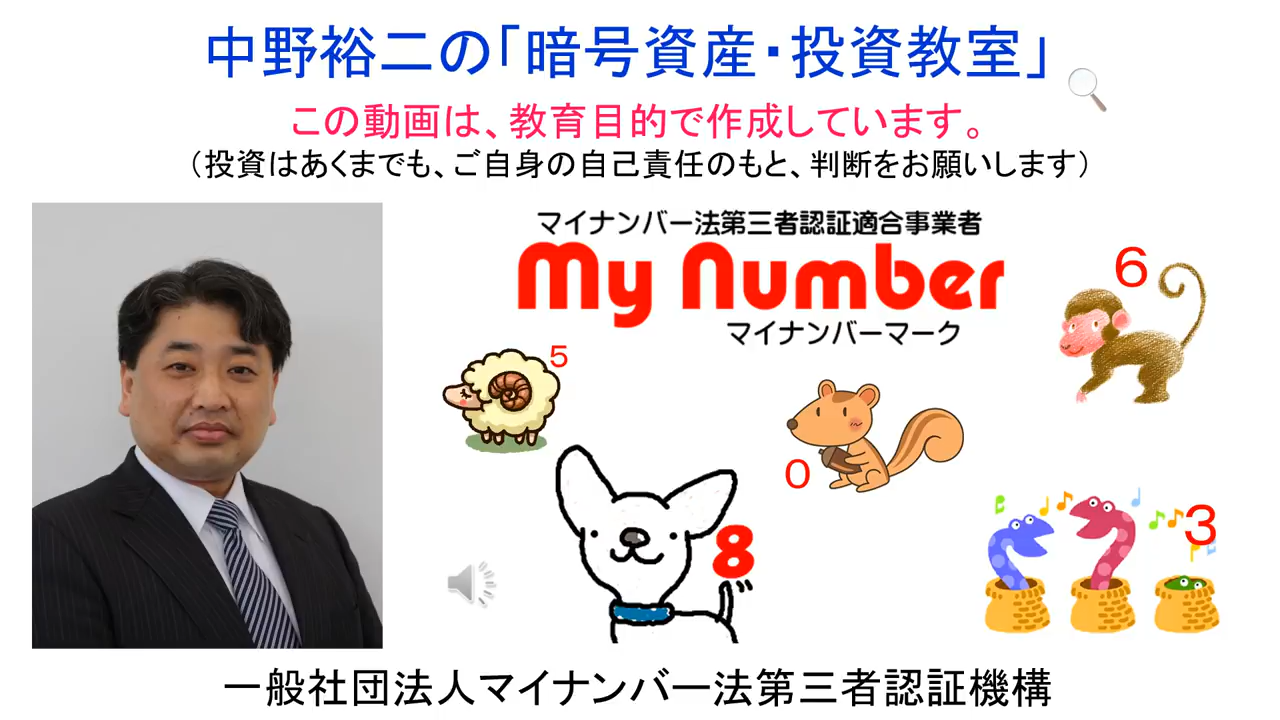 中野裕二の「暗号資産・投資教室」
この動画は、教育目的で作成しています。
（投資はあくまでも、ご自身の自己責任のもと、判断をお願いします）
マイナンバー法第三者認証適合事業者
My Number
マイナンバーマーク
6
5
0
8
3
一般社団法人マイナンバー法第三者認証機構